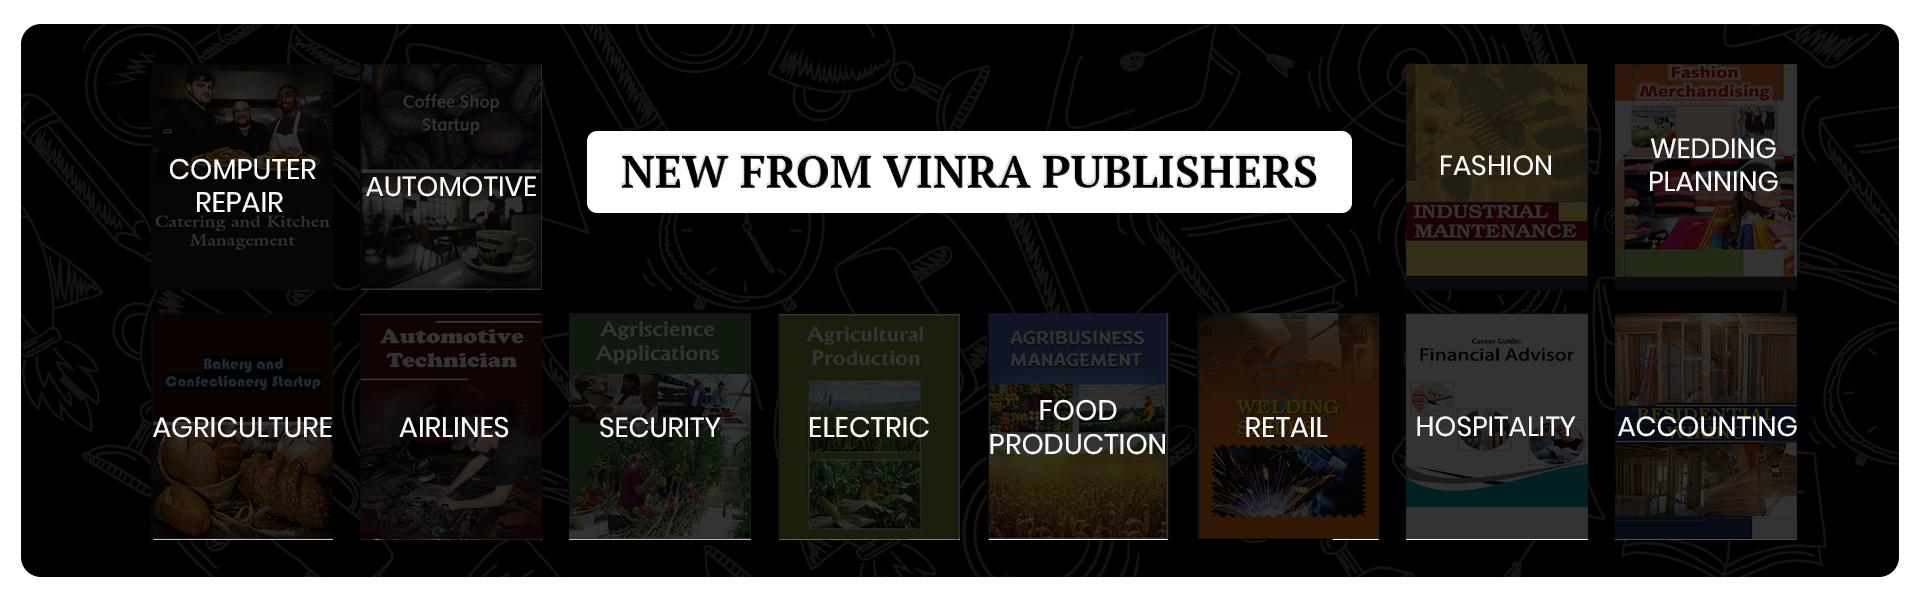 COMPUTER
REPAIR
Catering and Kitchen
Management
Coffee Shop
Startup
AUTOMOTIVE
NEW FROM VINRA PUBLISHERS
FASHION
INDUSTRIAL
MAINTENANCE
Fashion
Merchandising
WEDDING
PLANNING
Bakery and
Confectionery Startup
AGRICULTURE
Automotive
Technician
AIRLINES
Agriscience
Applications
SECURITY
Agricultural
Production
ELECTRIC
AGRIBUSINESS
MANAGEMENT
FOOD
PRODUCTION
WELDING
RETAIL
Career Guide:
Financial Advisor
HOSPITALITY
RESIDENTIAL
ACCOUNTING